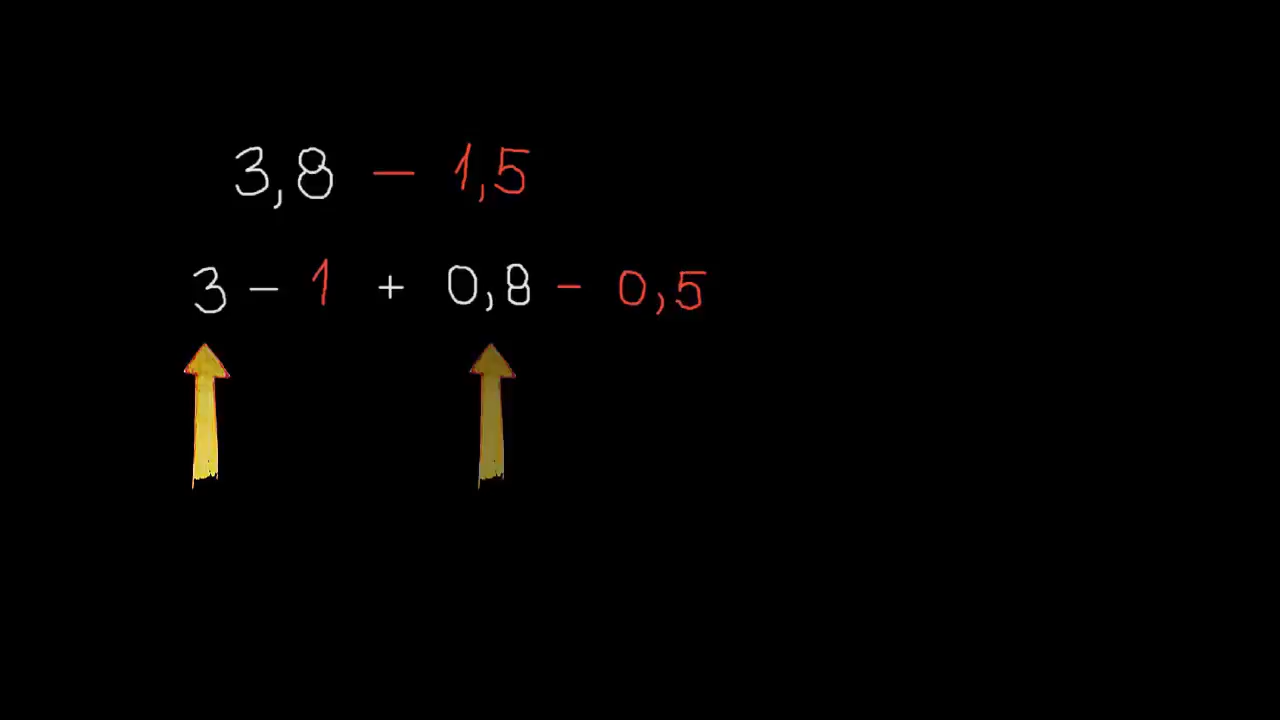 3,8 – 1,5
3 – 1 + 0,8 – 0,5